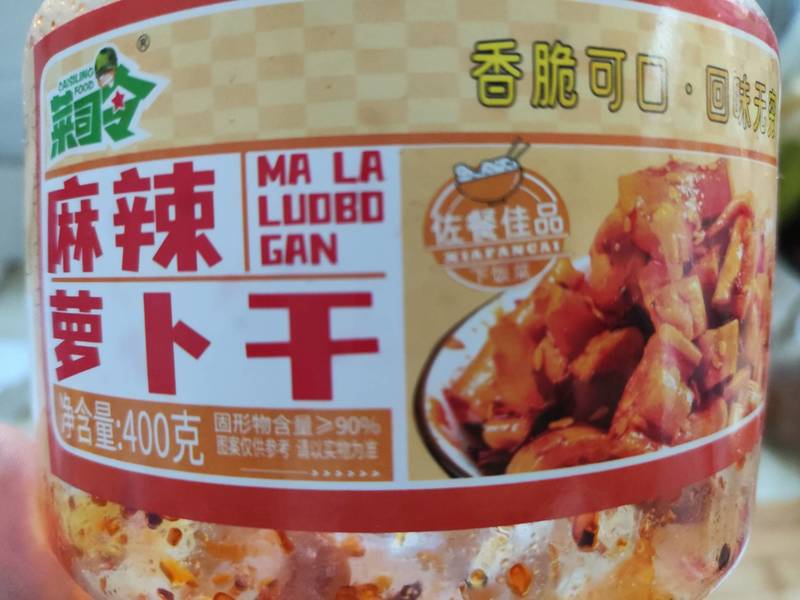 ®
CAISILING
FOOD
菜司令
香脆可口·回味无
麻辣
MA LA
LUOBO
GAN
萝卜干
佐餐佳品
XIAFANCAI
下饭菜
净含量:400克
固形物含量≥90%
图案仅供参考 请以实物为准